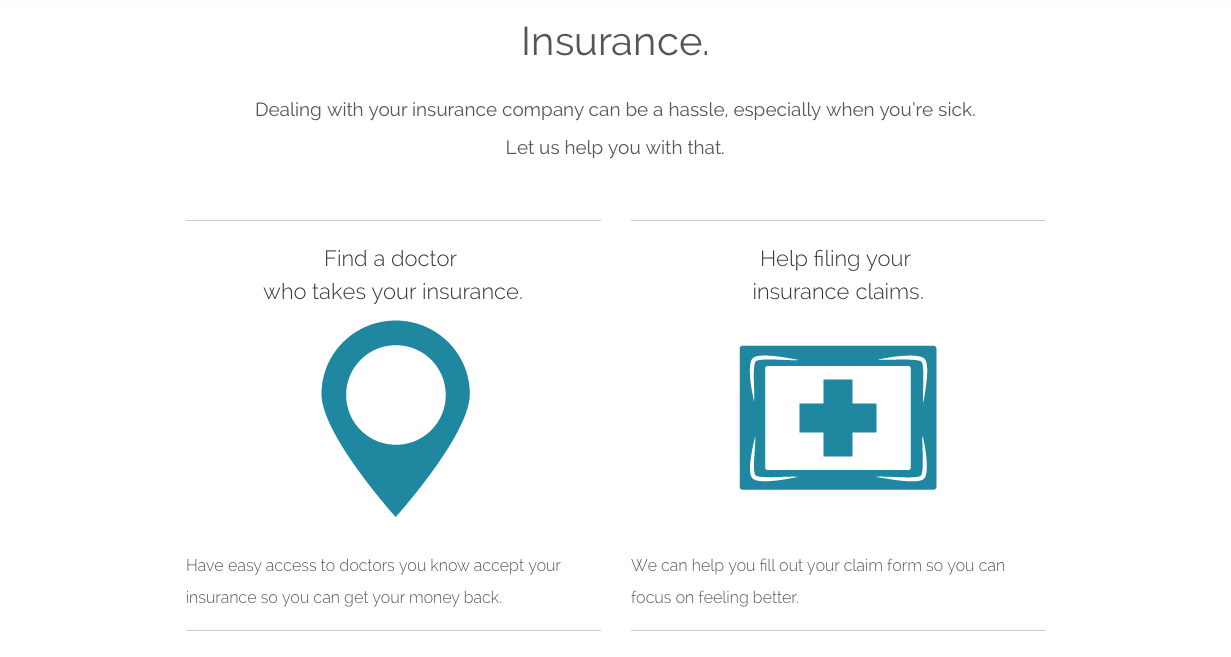 Insurance.
Dealing with your insurance company can be a hassle, especially when you're sick.
Let us help you with that.
Find a doctor
who takes your insurance.
Have easy access to doctors you know accept your
insurance so you can get your money back.
Help filing your
insurance claims.
We can help you fill out your claim form so you can
focus on feeling better.